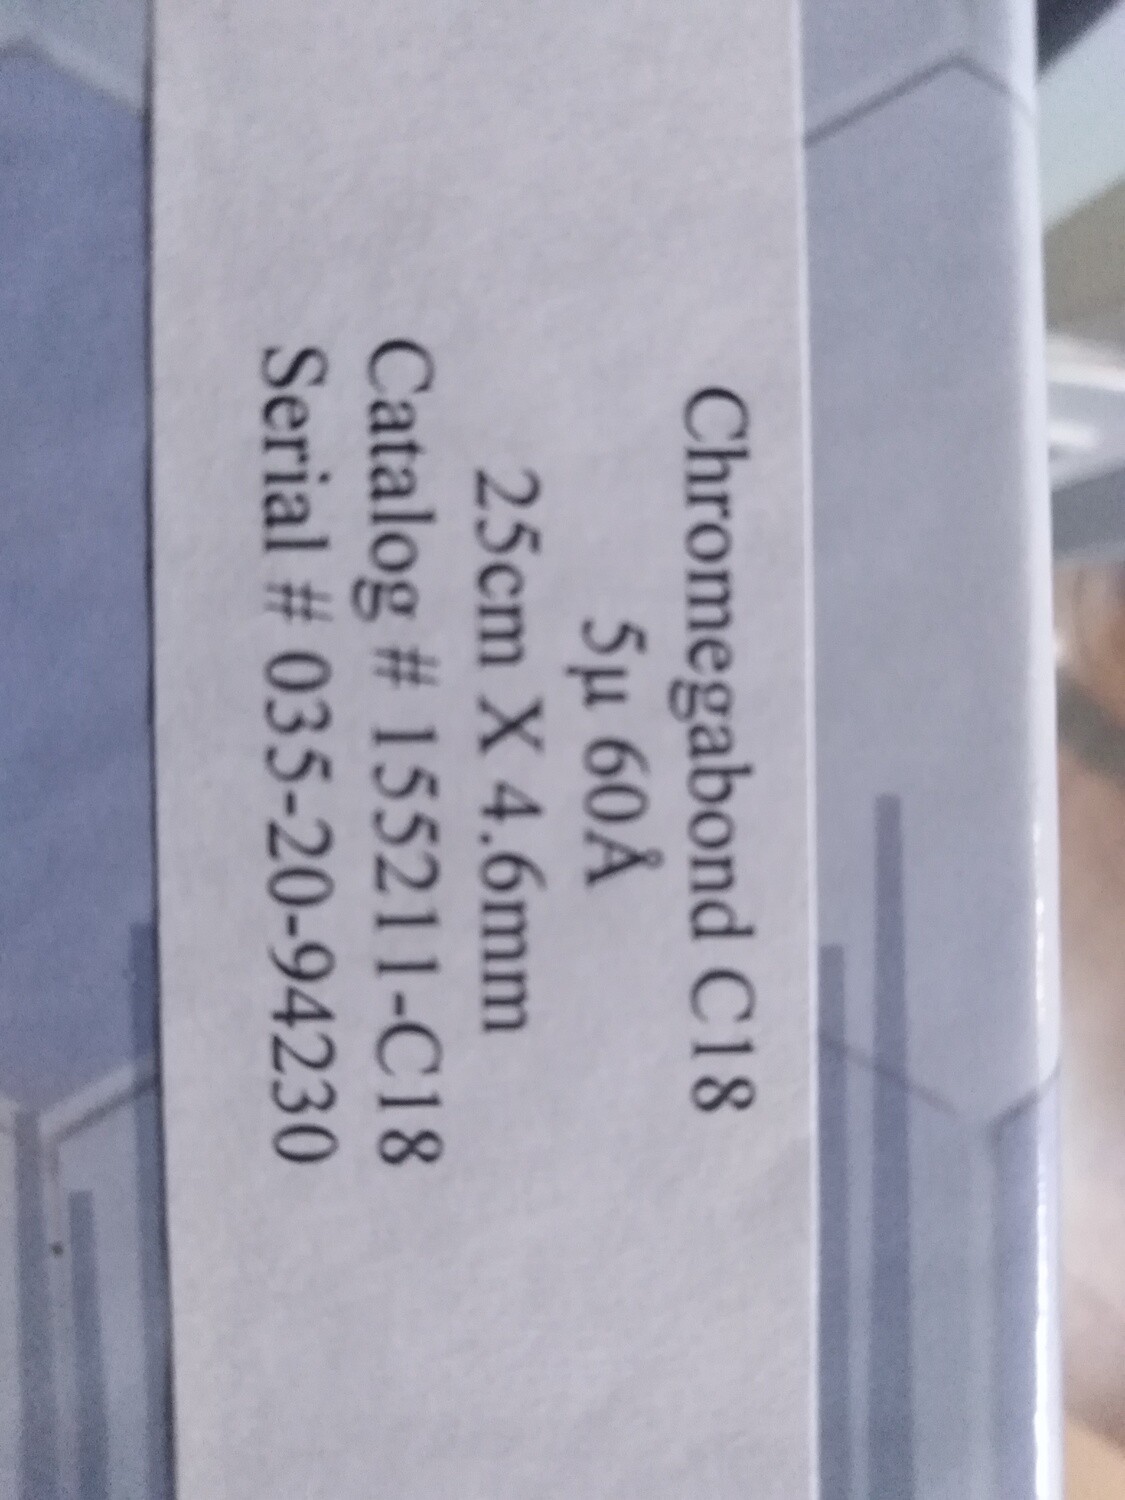 Chromegabond C18
5µ 60Å
25cm X 4.6mm
Catalog # 155211-C18
Serial # 035-20-94230